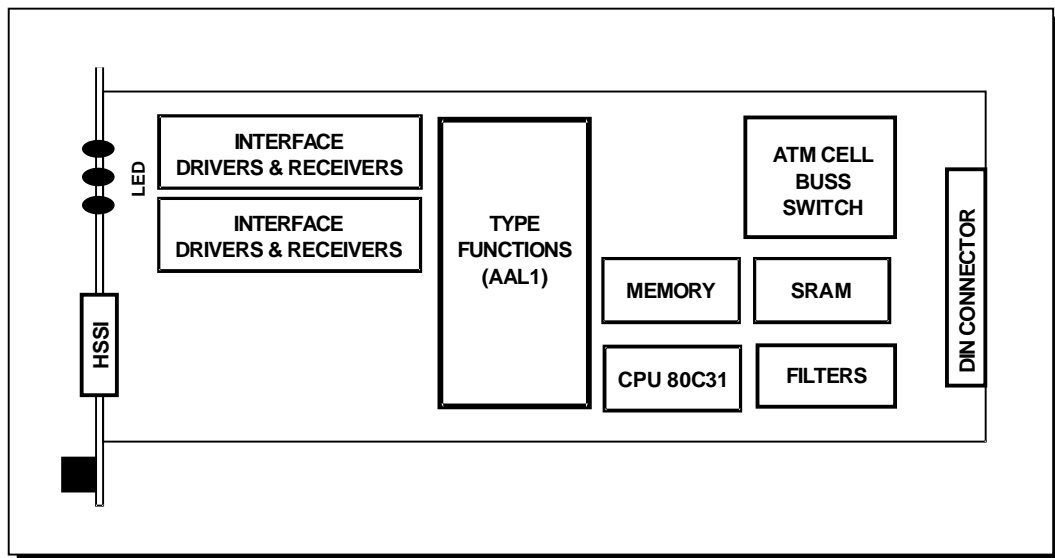 INTERFACE
DRIVERS & RECEIVERS
LED
INTERFACE
DRIVERS & RECEIVERS
HSSI
TYPE
FUNCTIONS
(AAL1)
ATM CELL
BUSS
SWITCH
MEMORY
SRAM
CPU 80C31
FILTERS
DIN CONNECTOR